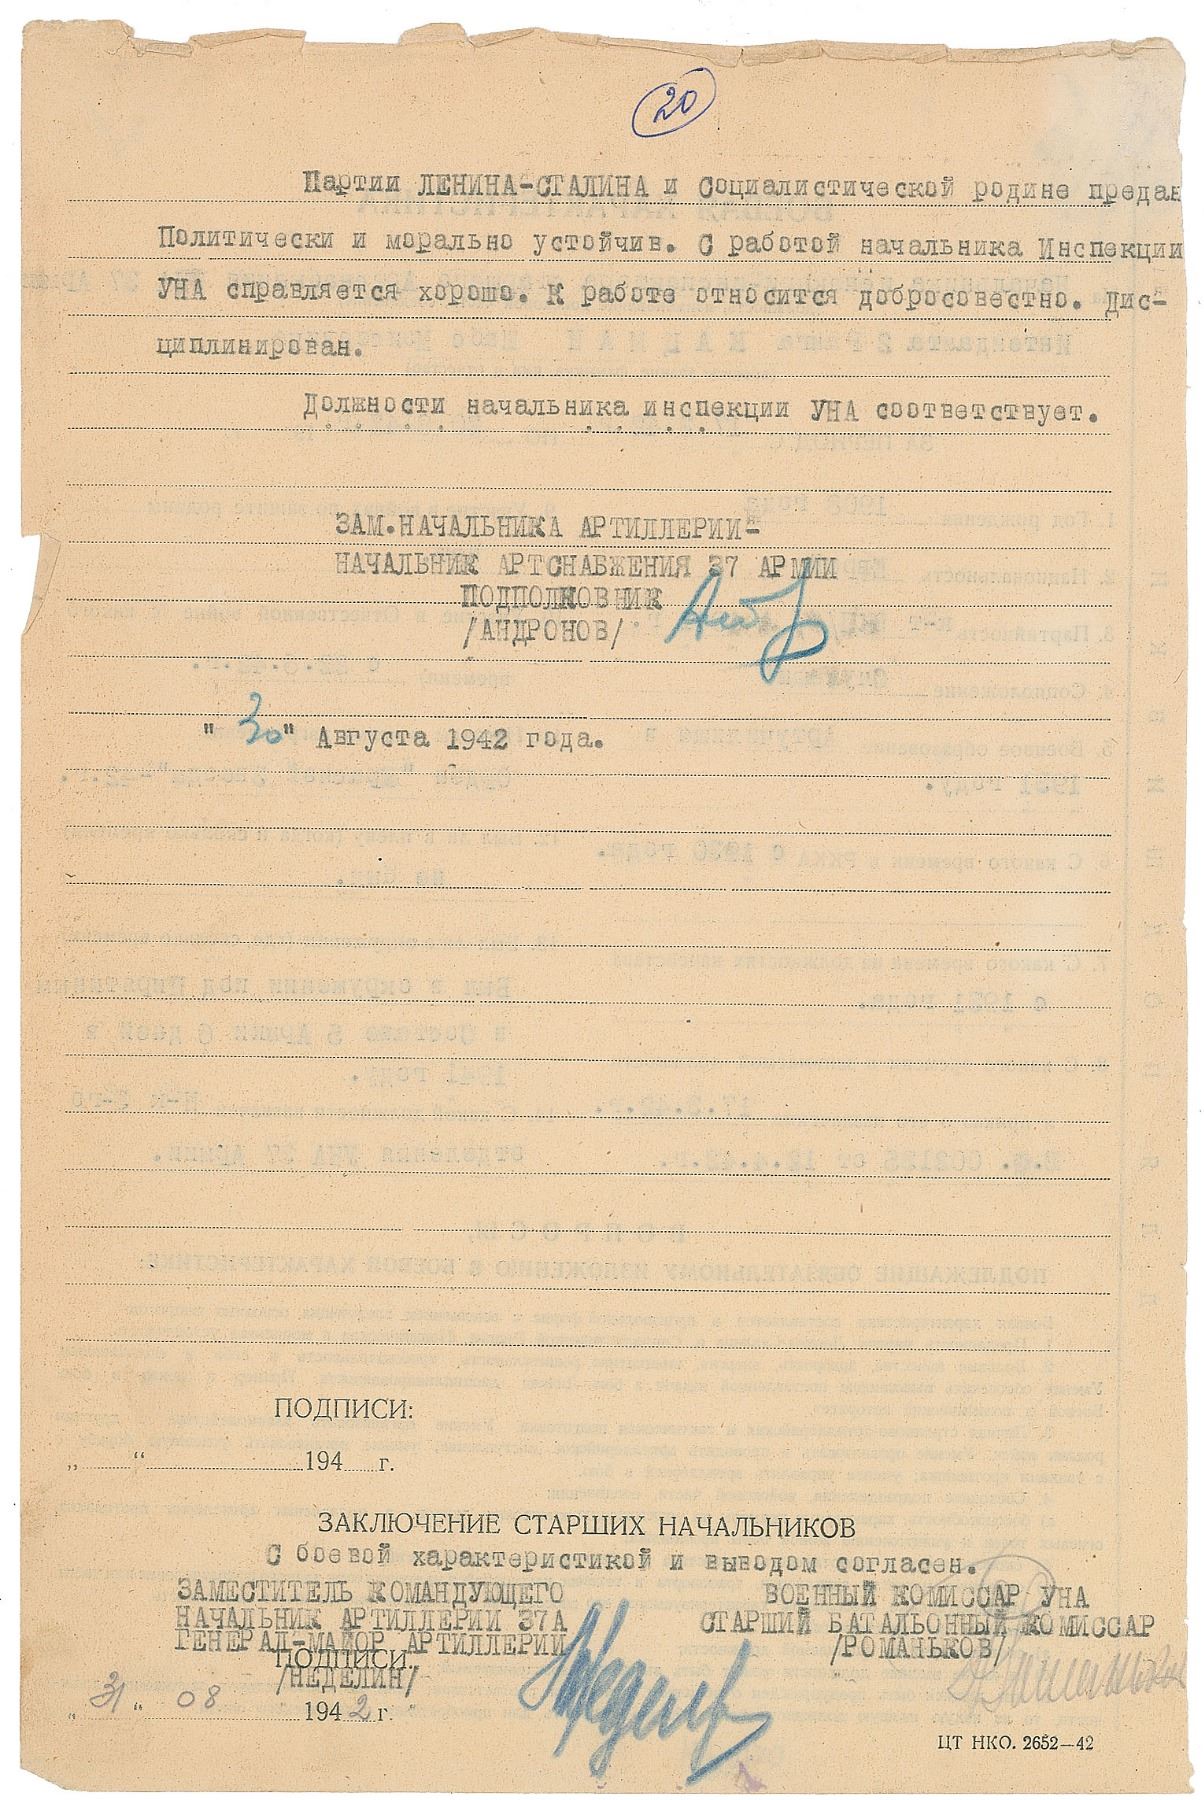 20
Партии ЛЕНИНА-СТАЛИНА и Социалистической родине предан
Политически и морально устойчив. С работой начальника Инспекции
УНА справляется хорошо. К работе относится добросовестно. Дис-
циплинирован.
Должности начальника инспекции УНА соответствует.
ЗАМ.НАЧАЛЬНИКА АРТИЛЛЕРИИ-
НАЧАЛЬНИК АРТСНАБЖЕНИЯ 37 АРМИИ
ПОДПОЛКОВНИК
/АНДРОНОВ/
"30" Августа 1942 года.
ПОДПИСИ:
„ “ 194 г.
ЗАКЛЮЧЕНИЕ СТАРШИХ НАЧАЛЬНИКОВ
С боевой характеристикой и выводом согласен.
ЗАМЕСТИТЕЛЬ КОМАНДУЮЩЕГО
НАЧАЛЬНИК АРТИЛЛЕРИИ 37А
ГЕНЕРАЛ-МАЙОР АРТИЛЛЕРИИ
ПОДПИСИ
/НЕДЕЛИН/
ВОЕННЫЙ КОМИССАР УНА
СТАРШИЙ БАТАЛЬОННЫЙ КОМИССАР
/РОМАНЬКОВ/
„31“ 08 1942 г.
ЦТ НКО. 2652—42